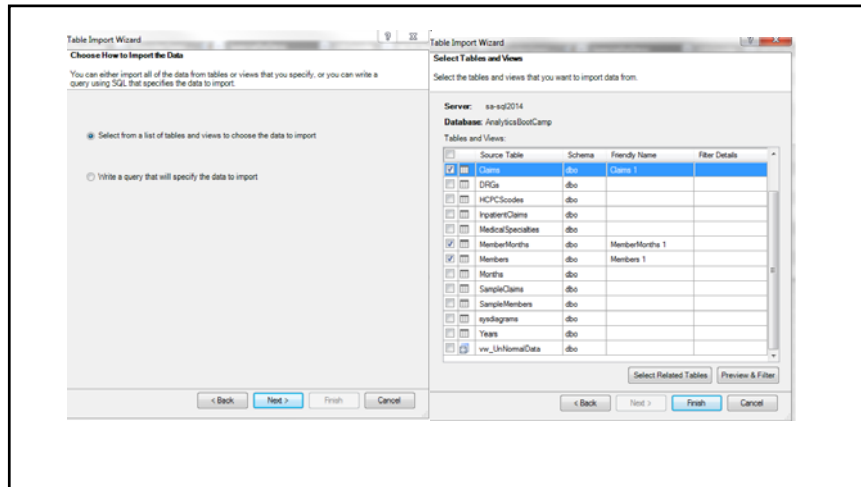 Table Import Wizard
Choose How to Import the Data
You can either import all of the data from tables or views that you specify, or you can write a
query using SQL that specifies the data to import.
Select from a list of tables and views to choose the data to import
Write a query that will specify the data to import
< Back Next > Finish Cancel
Table Import Wizard
Select Tables and Views
Select the tables and views that you want to import data from.
Server: sa-sql2014
Database: AnalyticsBootCamp
Tables and Views:
Source Table Schema Friendly Name Filter Details
Claims dbo Claims 1
DRGs dbo
HCPCScodes dbo
InpatientClaims dbo
MedicalSpecialties dbo
MemberMonths dbo MemberMonths 1
Members dbo Members 1
Months dbo
SampleClaims dbo
SampleMembers dbo
sysdiagrams dbo
Years dbo
vw_UnNormalData dbo
Select Related Tables Preview & Filter
< Back Next > Finish Cancel